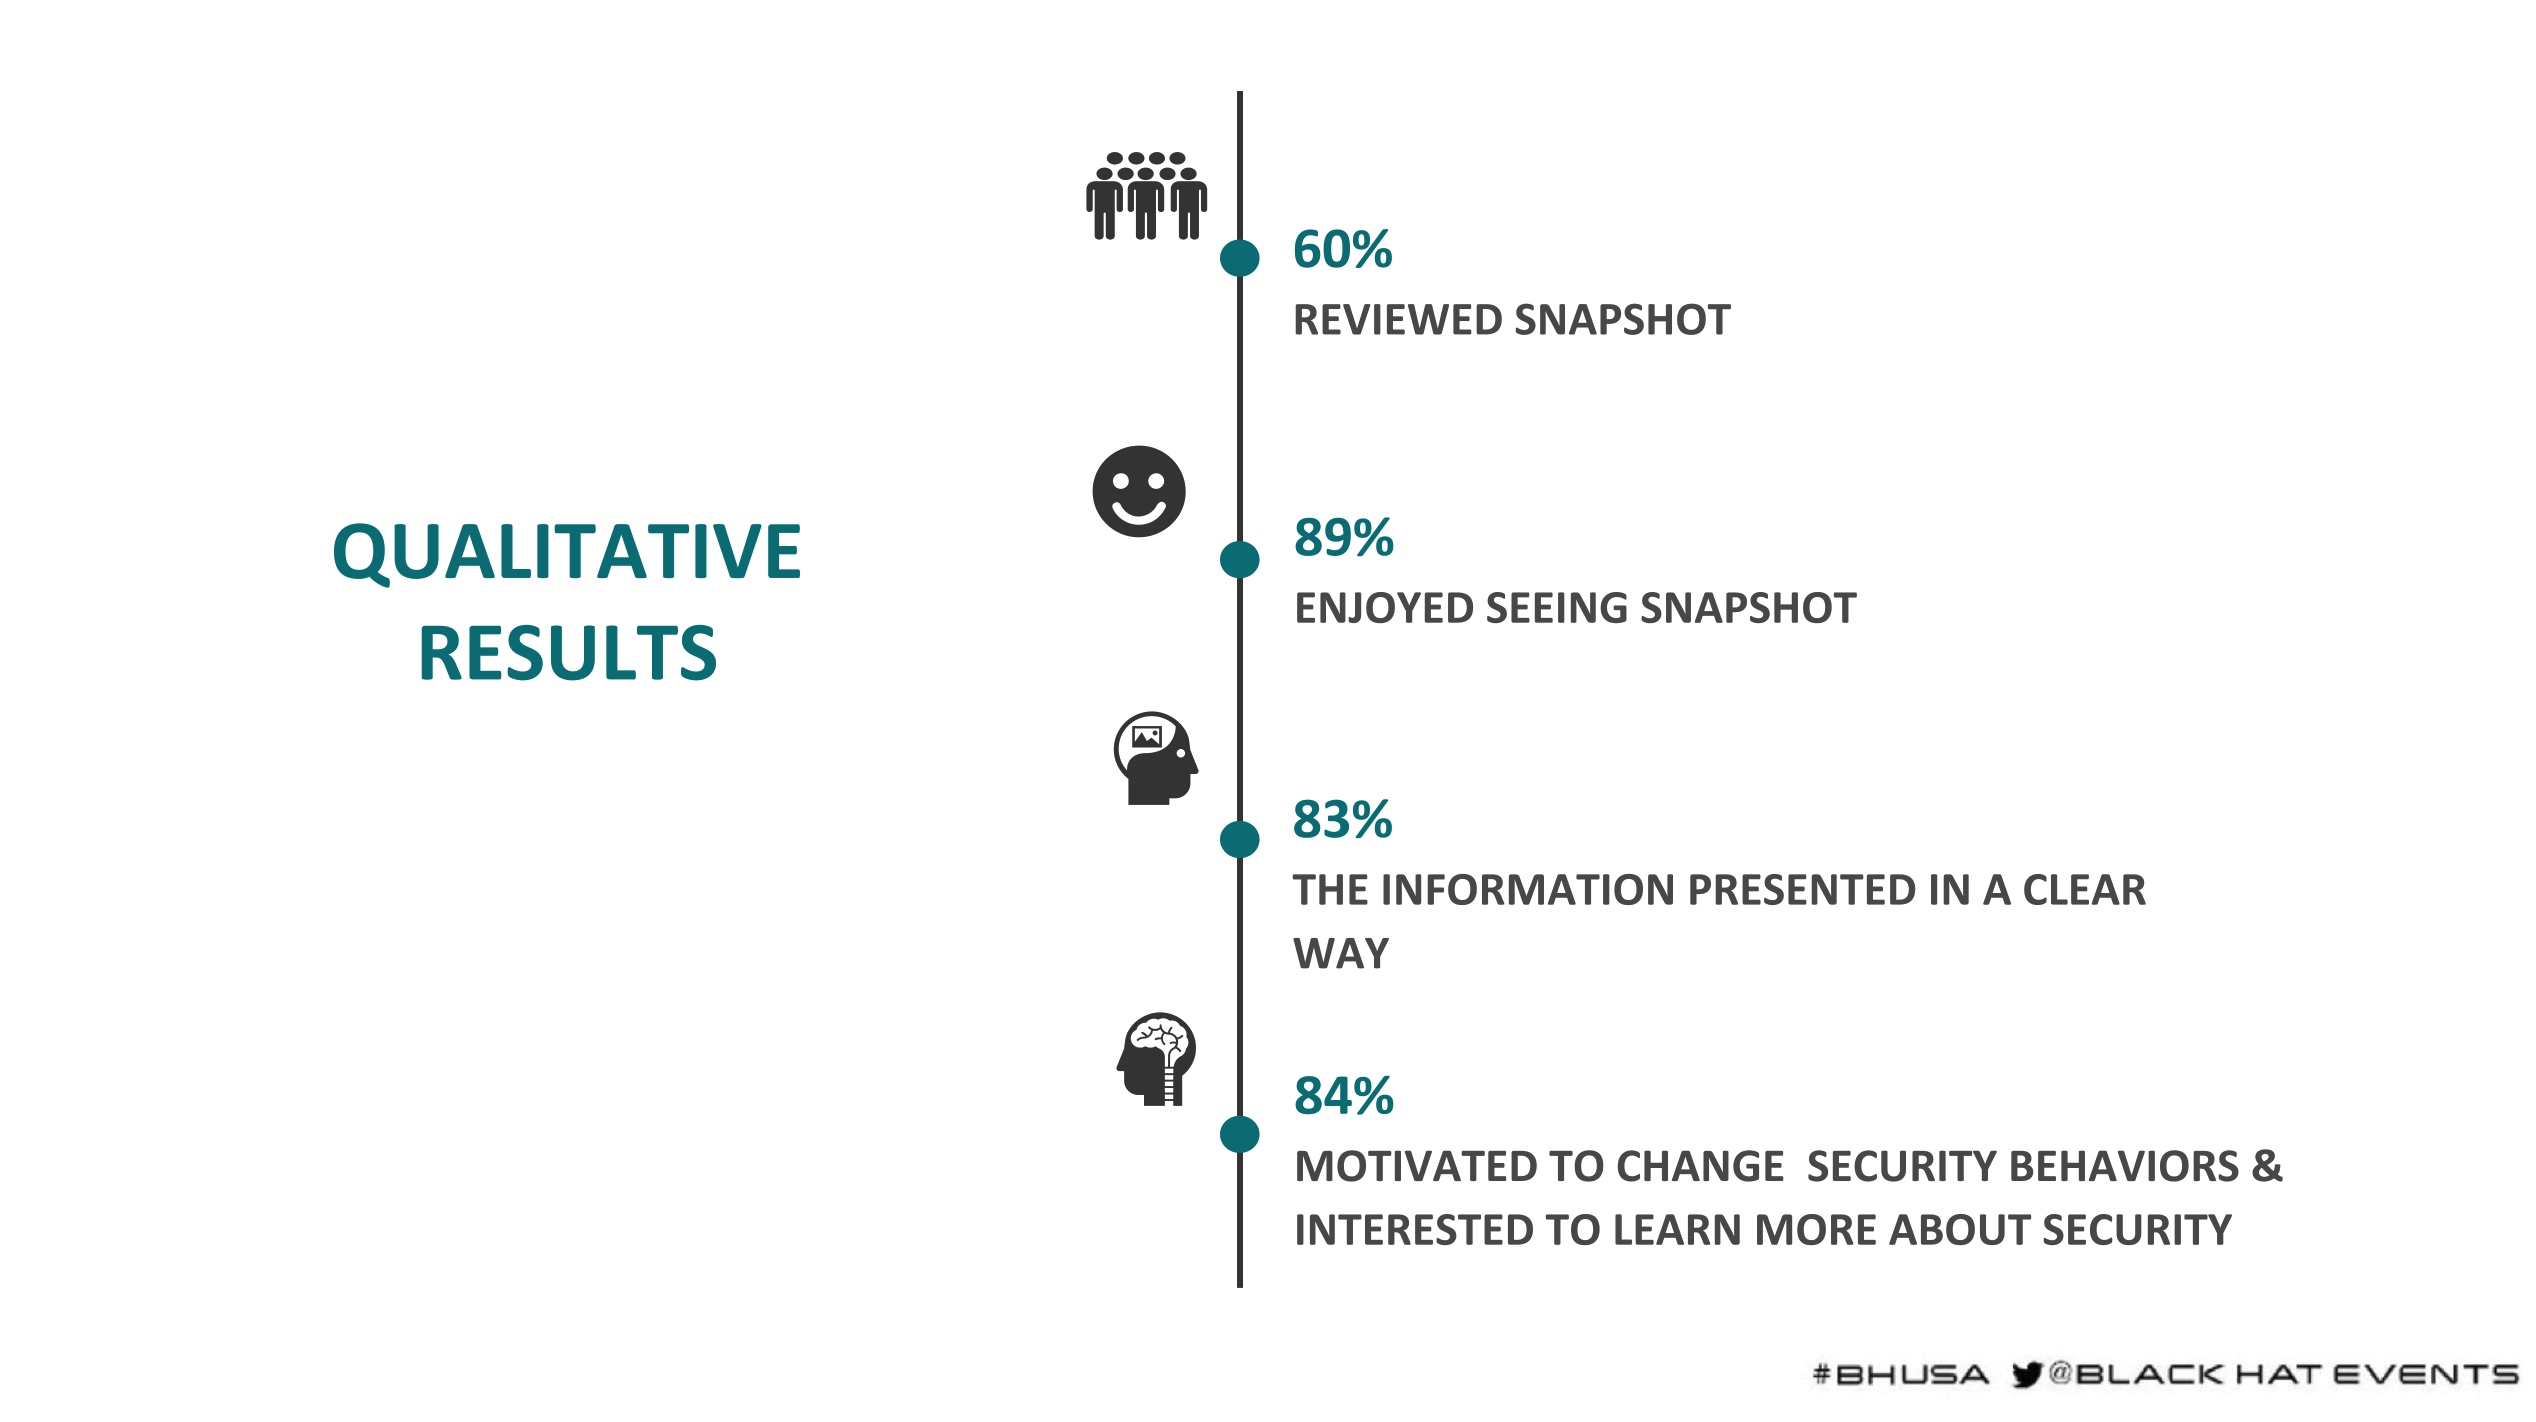 QUALITATIVE
RESULTS
60%
REVIEWED SNAPSHOT
89%
ENJOYED SEEING SNAPSHOT
83%
THE INFORMATION PRESENTED IN A CLEAR
WAY
84%
MOTIVATED TO CHANGE  SECURITY BEHAVIORS &
INTERESTED TO LEARN MORE ABOUT SECURITY
#BHUSA @BLACK HAT EVENTS